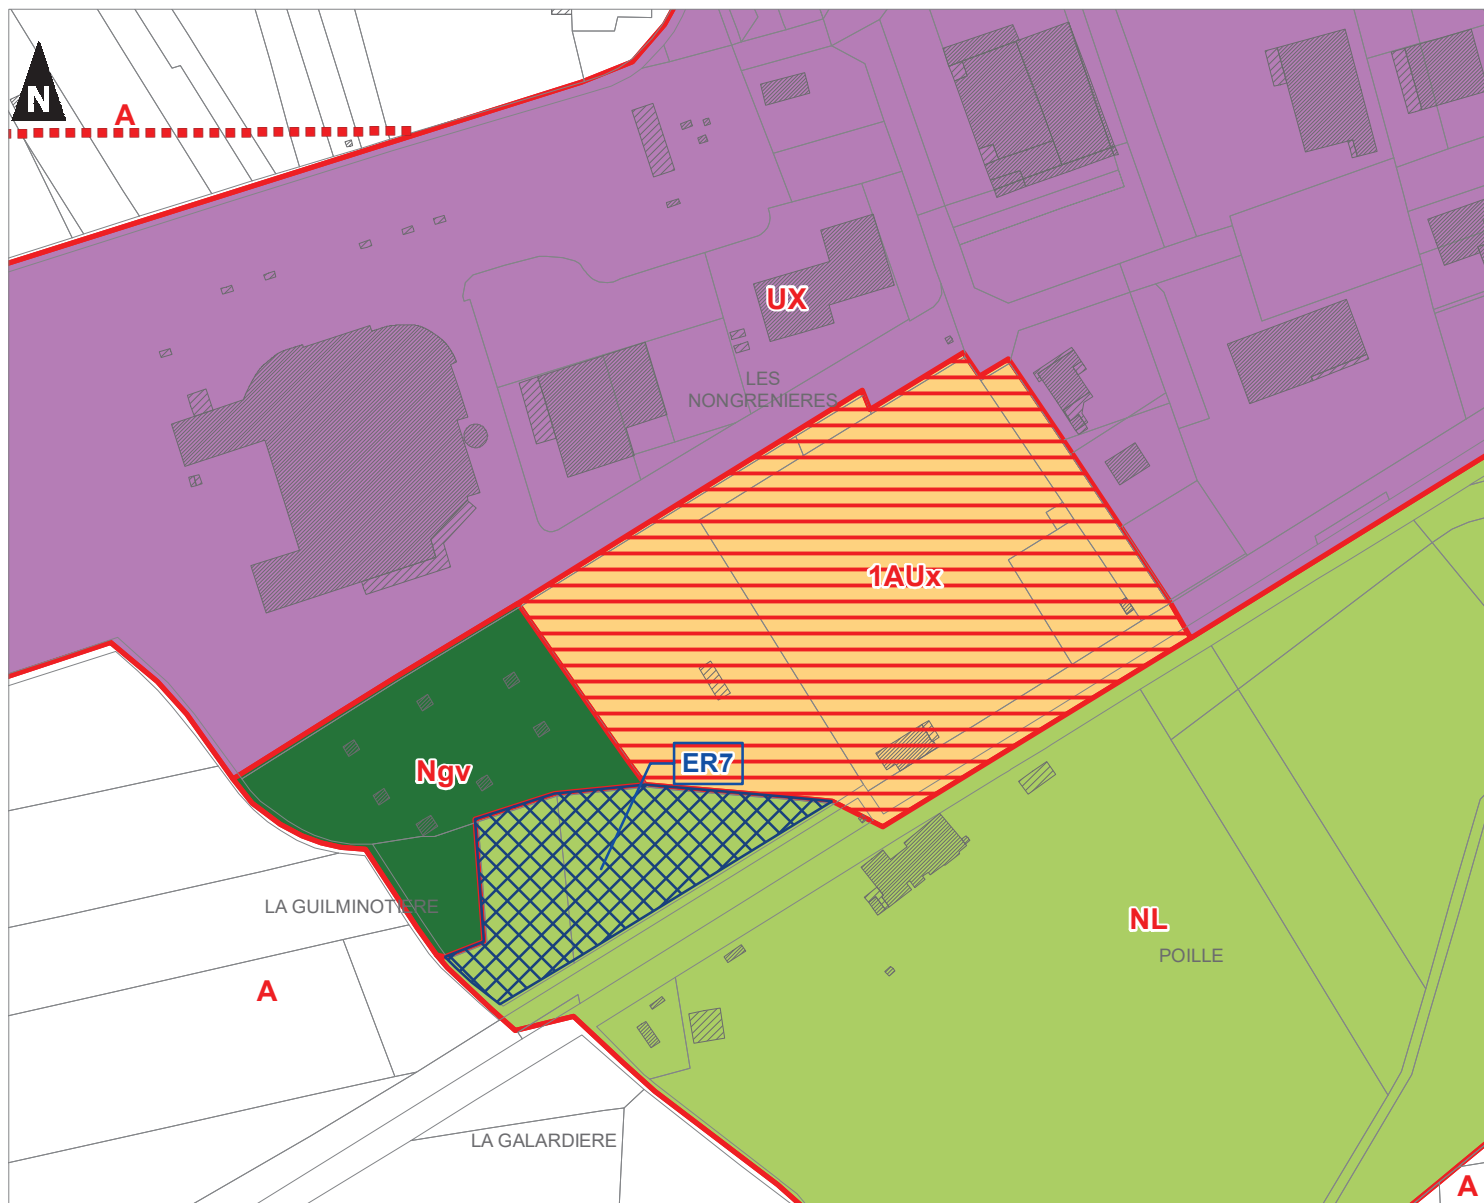 N
A
UX
LES
NONGRENIERES
1AUx
ER7
Ngv
LA GUILMINOTIERE
NL
POILLE
A
LA GALARDIERE
A